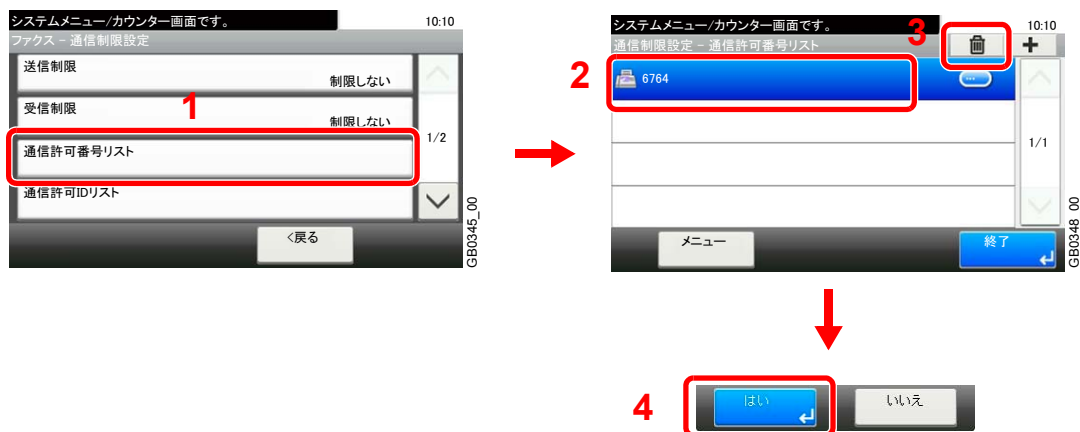 システムメニュー/カウンター画面です。
10:10
ファクス - 通信制限設定
送信制限
制限しない
1
受信制限
制限しない
通信許可番号リスト
1/2
通信許可IDリスト
<戻る
GB0345_00
システムメニュー/カウンター画面です。
3
10:10
通信制限設定 - 通信許可番号リスト
2
6764
1/1
メニュー
終了
GB0348_00
4
はい
いいえ